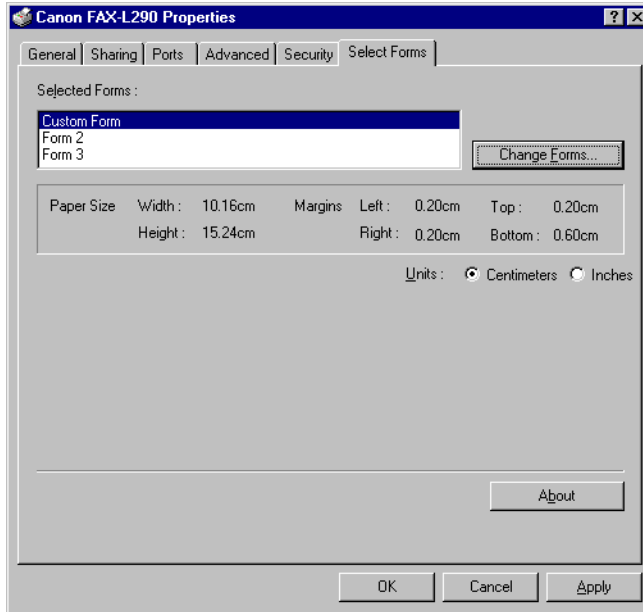 Canon FAX-L290 Properties
General Sharing Ports Advanced Security Select Forms
Selected Forms :
Custom Form
Form 2
Form 3
Change Forms...
Paper Size Width : 10.16cm Margins Left : 0.20cm Top : 0.20cm
Height : 15.24cm Right : 0.20cm Bottom : 0.60cm
Units : Centimeters Inches
About
OK Cancel Apply